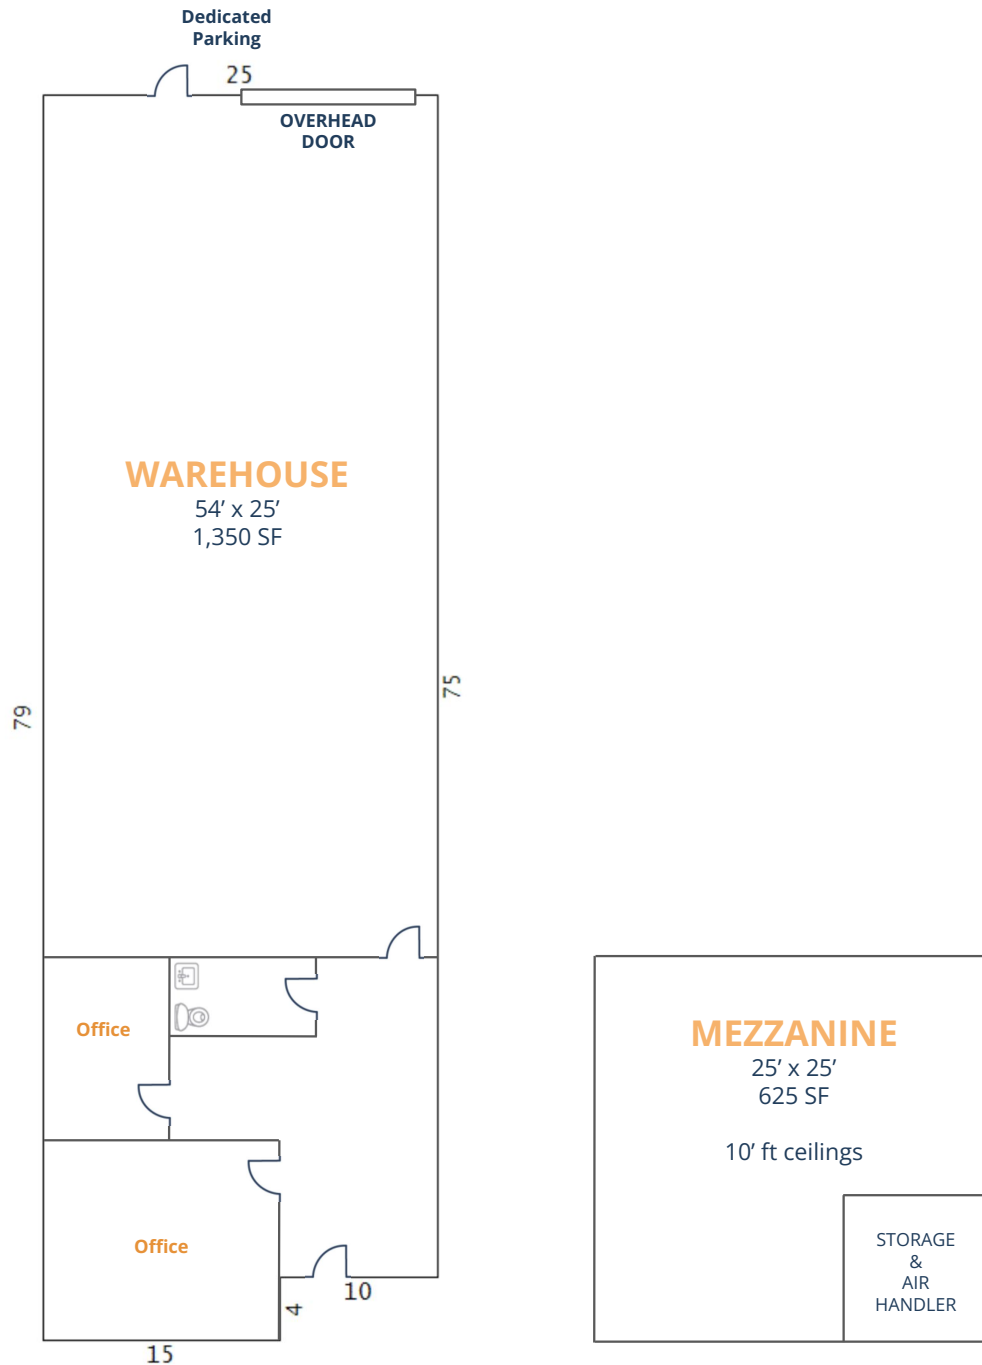 Dedicated
Parking
25
OVERHEAD
DOOR
WAREHOUSE
54’ x 25’
1,350 SF
79
75
Office
Office
4
10
15
MEZZANINE
25’ x 25’
625 SF
10’ ft ceilings
STORAGE
&
AIR
HANDLER